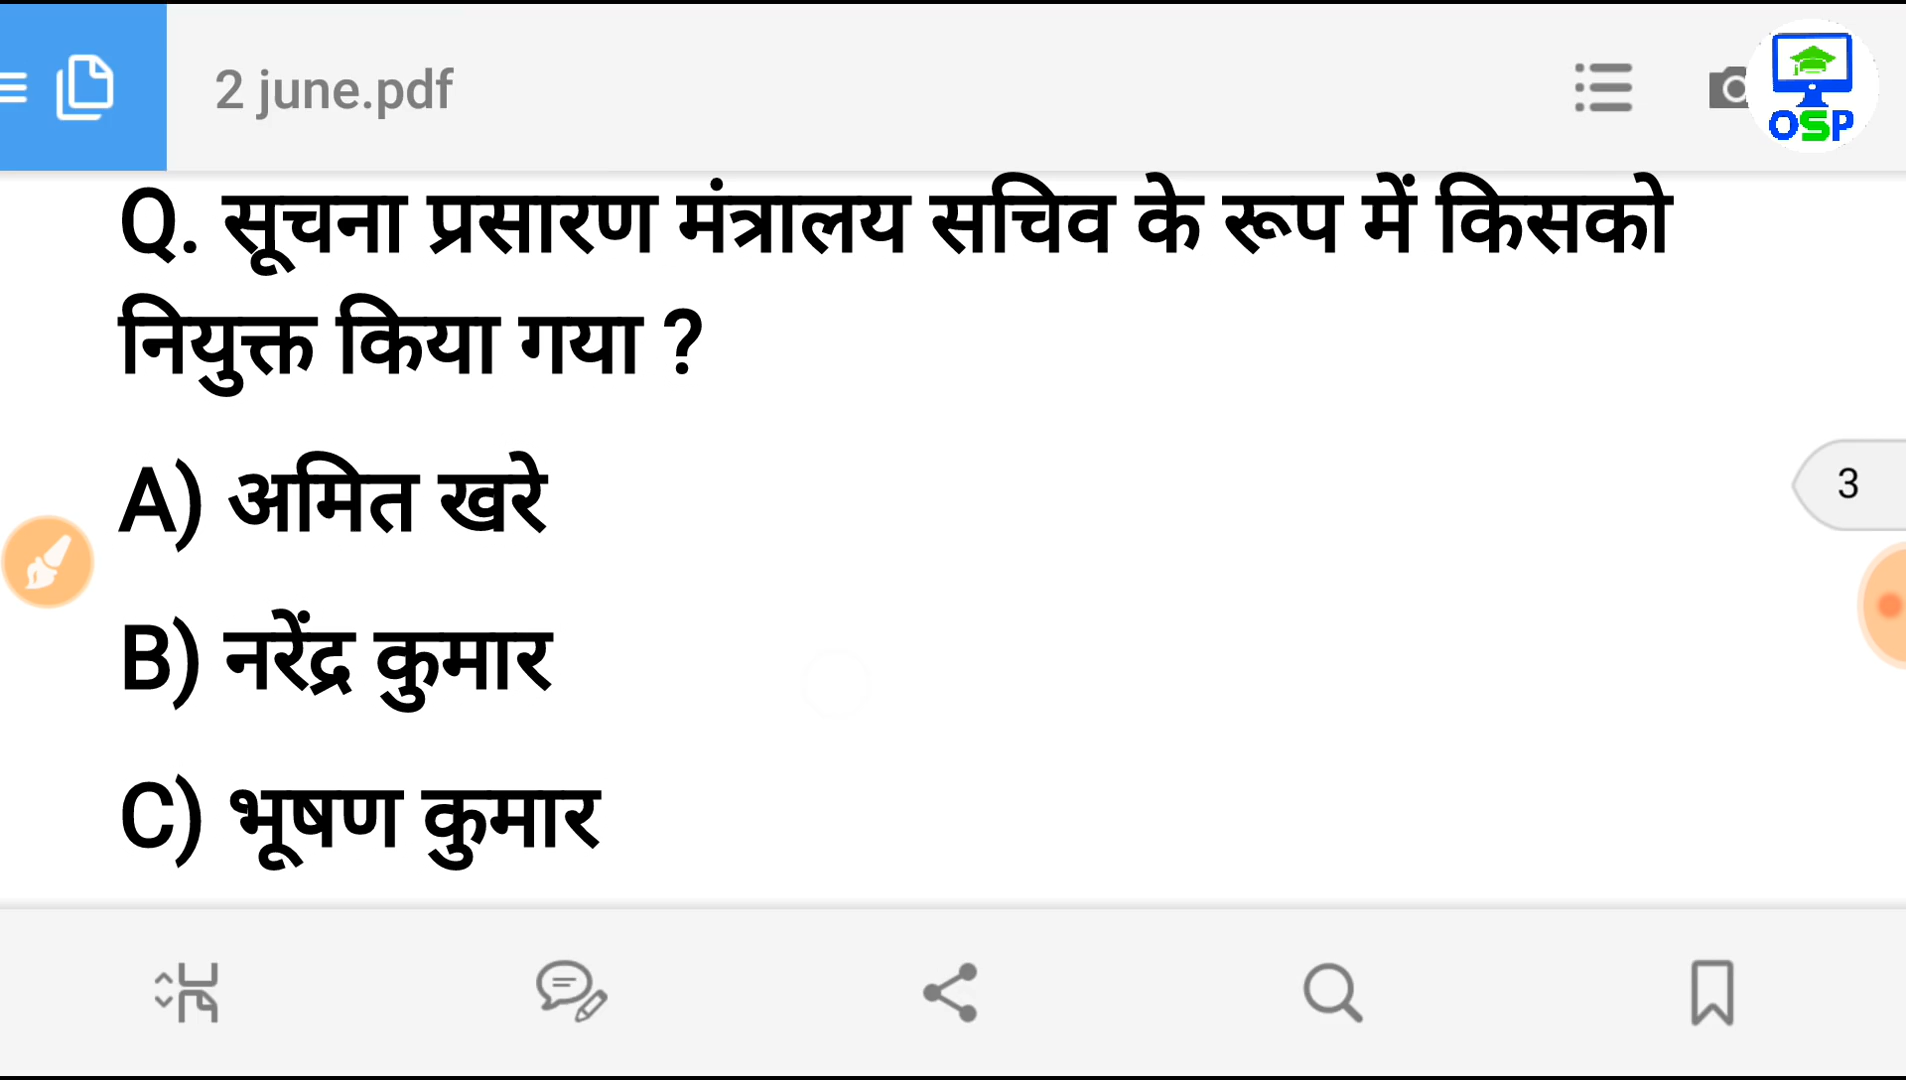 2 june.pdf
OSP
Q. सूचना प्रसारण मंत्रालय सचिव के रूप में किसको
नियुक्त किया गया ?
A) अमित खरे
3
B) नरेंद्र कुमार
C) भूषण कुमार